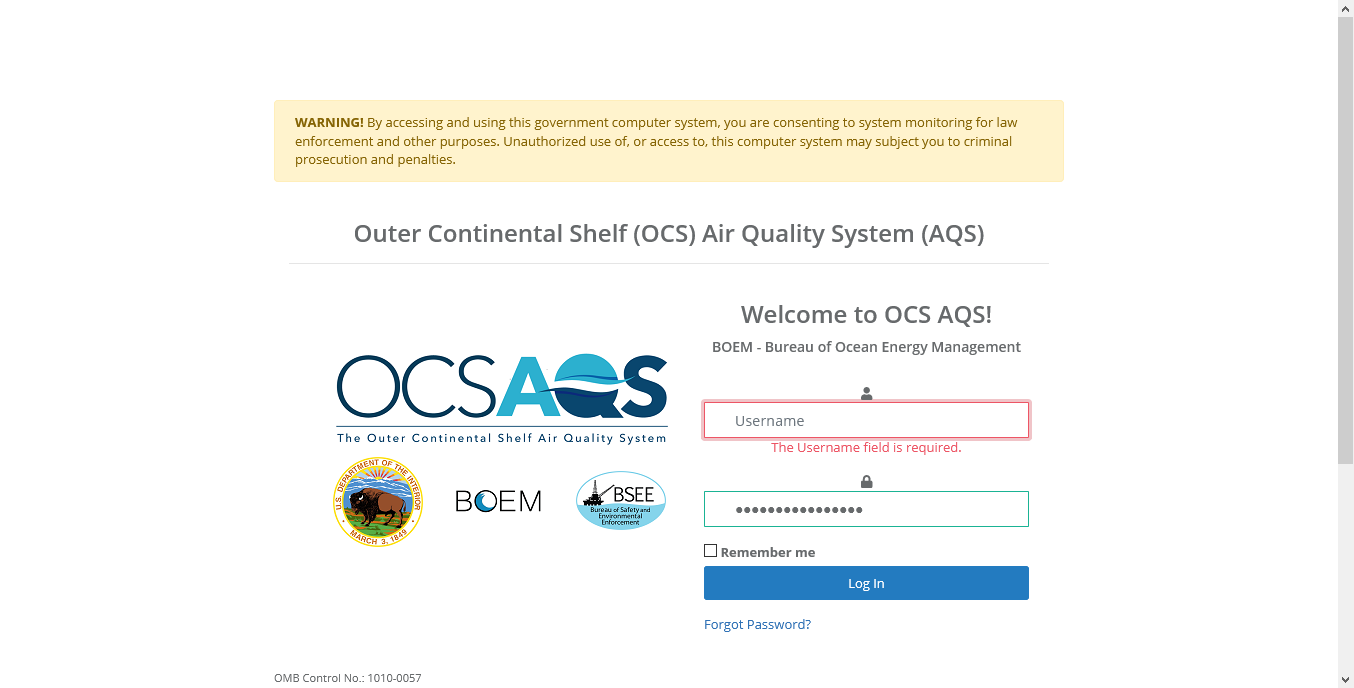 WARNING! By accessing and using this government computer system, you are consenting to system monitoring for law
enforcement and other purposes. Unauthorized use of, or access to, this computer system may subject you to criminal
prosecution and penalties.
Outer Continental Shelf (OCS) Air Quality System (AQS)
Welcome to OCS AQS!
BOEM - Bureau of Ocean Energy Management
OCSAQS
The Outer Continental Shelf Air Quality System
U.S. DEPARTMENT OF THE INTERIOR
MARCH 3, 1849
BOEM
BSEE
Bureau of Safety and
Environmental
Enforcement
Username
The Username field is required.
••••••••••••••••
Remember me
Log In
Forgot Password?
OMB Control No.: 1010-0057